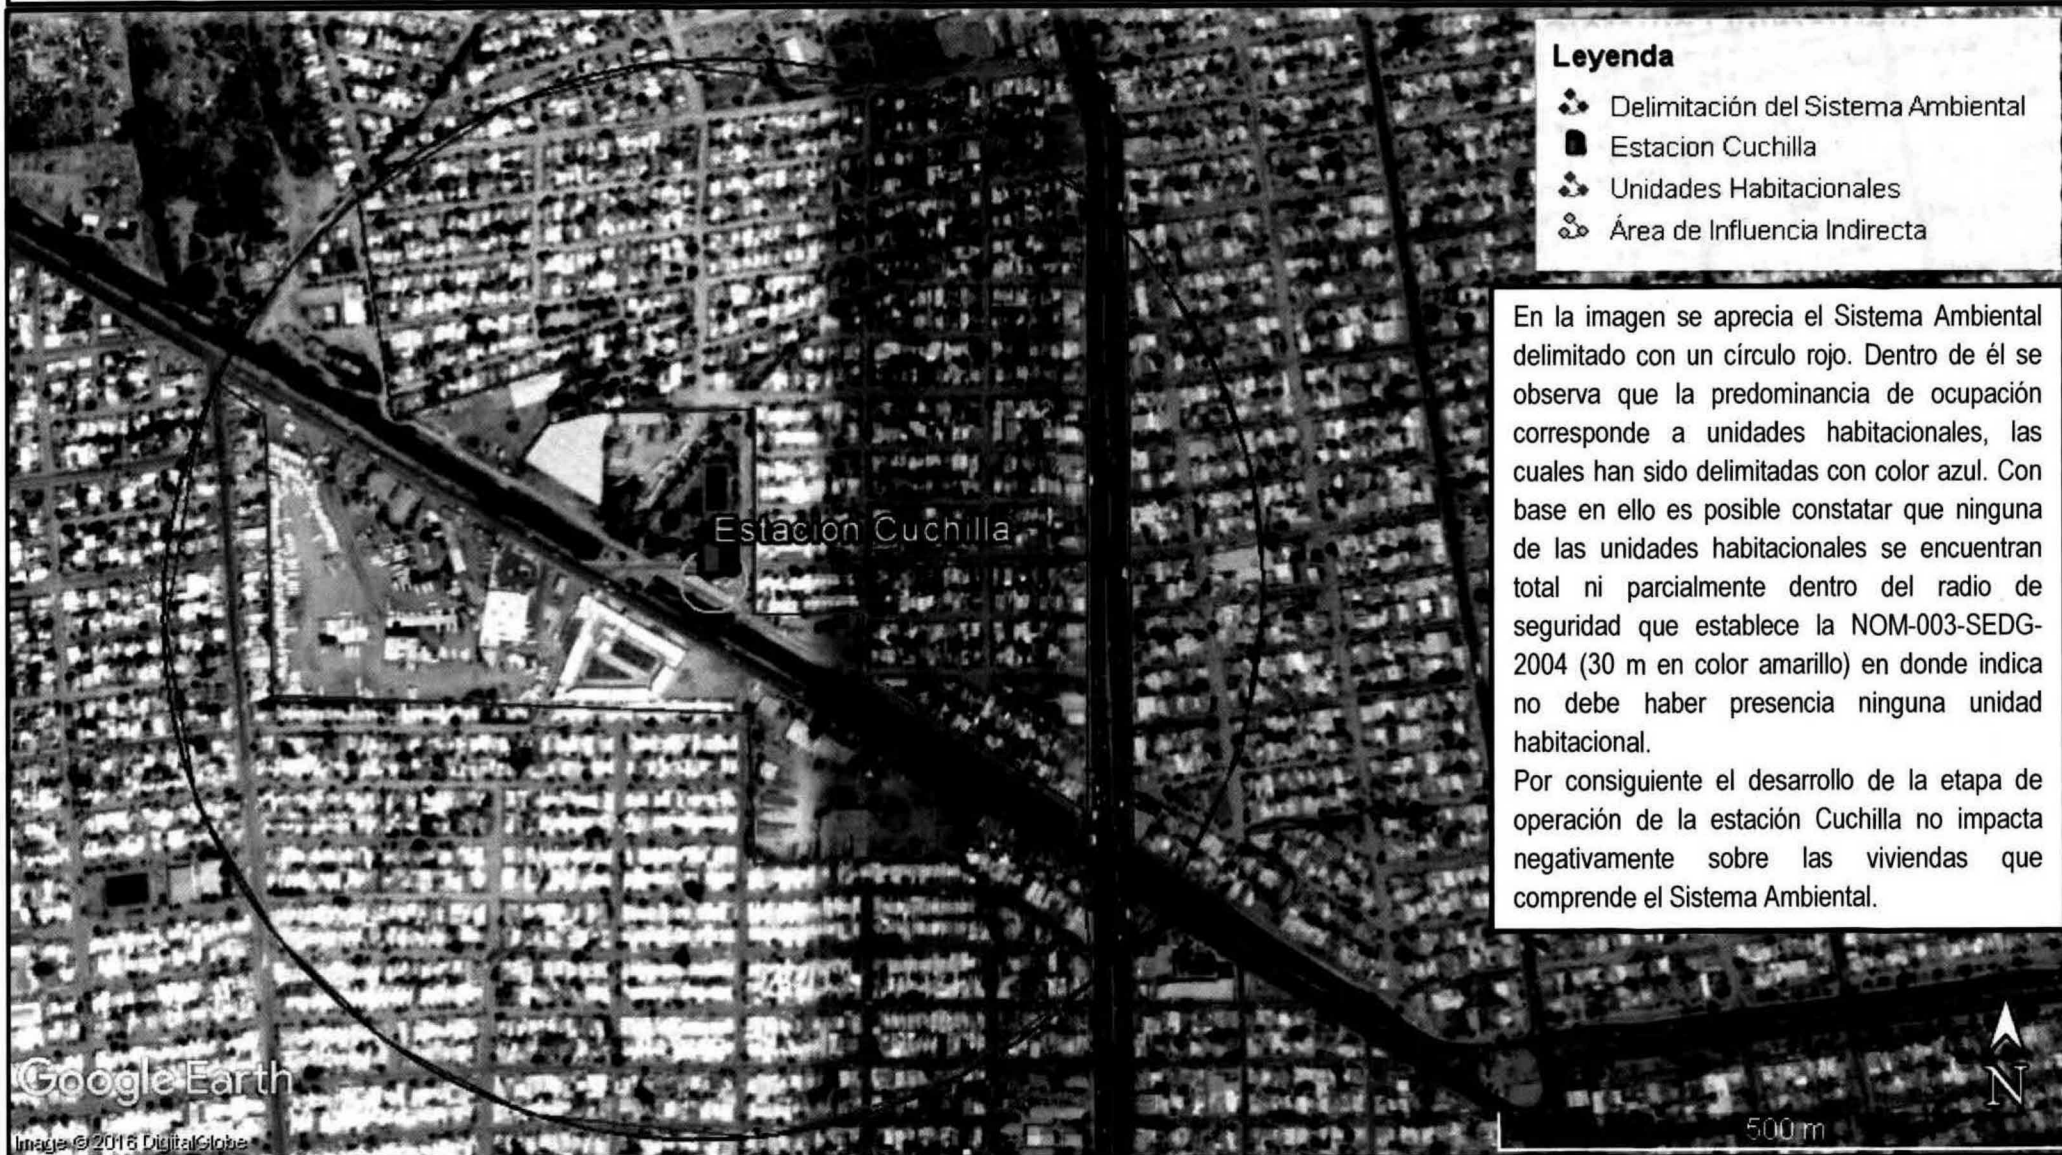 Leyenda
Delimitación del Sistema Ambiental
Estacion Cuchilla
Unidades Habitacionales
Área de Influencia Indirecta
En la imagen se aprecia el Sistema Ambiental
delimitado con un círculo rojo. Dentro de él se
observa que la predominancia de ocupación
corresponde a unidades habitacionales, las
cuales han sido delimitadas con color azul. Con
base en ello es posible constatar que ninguna
de las unidades habitacionales se encuentran
total ni parcialmente dentro del radio de
seguridad que establece la NOM-003-SEDG-
2004 (30 m en color amarillo) en donde indica
no debe haber presencia ninguna unidad
habitacional.
Por consiguiente el desarrollo de la etapa de
operación de la estación Cuchilla no impacta
negativamente sobre las viviendas que
comprende el Sistema Ambiental.
Estacion Cuchilla
Google Earth
Image © 2016 DigitalGlobe
N
500 m